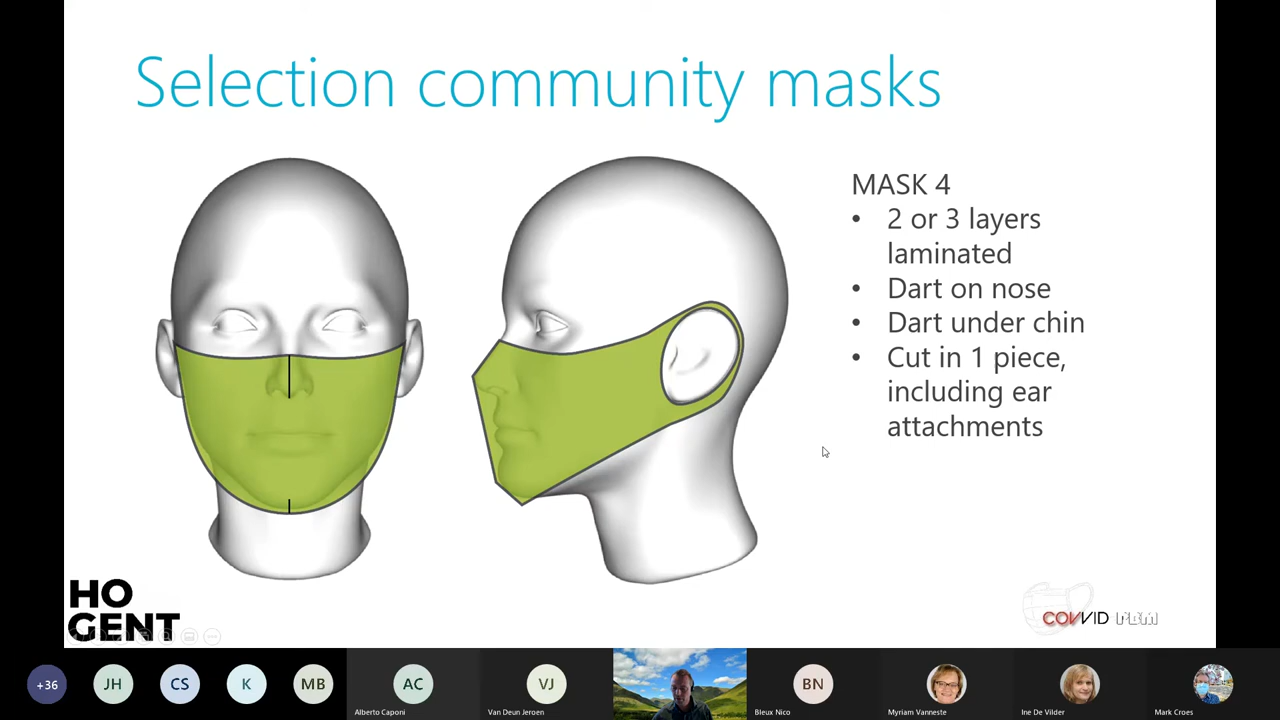 Selection community masks
MASK 4
• 2 or 3 layers
laminated
• Dart on nose
• Dart under chin
• Cut in 1 piece,
including ear
attachments
HO
GENT
COVVID PBM
+36
JH
CS
K
MB
AC
VJ
BN
Alberto Caponi
Van Deun Jeroen
Bleux Nico
Myriam Vanneste
Ine De Vilder
Mark Croes